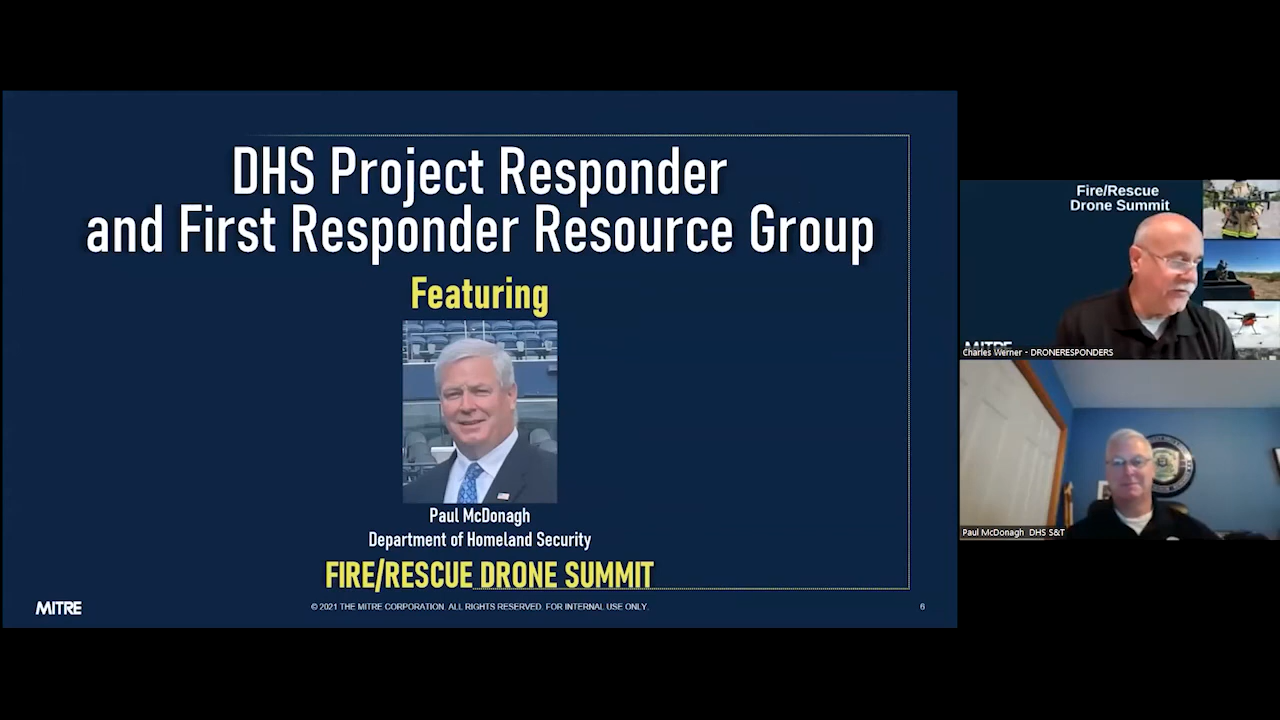 DHS Project Responder
and First Responder Resource Group
Featuring
Paul McDonagh
Department of Homeland Security
FIRE/RESCUE DRONE SUMMIT
MITRE
© 2021 THE MITRE CORPORATION. ALL RIGHTS RESERVED. FOR INTERNAL USE ONLY.
6
Fire/Rescue
Drone Summit
MITRE
Charles Werner - DRONERESPONDERS
Paul McDonagh DHS S&T